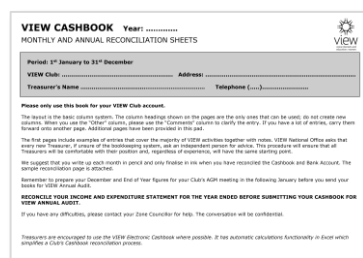 VIEW CASHBOOK Year: .............
MONTHLY AND ANNUAL RECONCILIATION SHEETS
view
Period: 1st January to 31st December
VIEW Club: ............................................... Address: ...............................................
Treasurer's Name ................................. Telephone (.....).........................
Please only use this book for your VIEW Club account.
The layout is the basic column system. The column headings shown on the pages are the only ones that can be used, do not create new
columns. When you use the "Other" column, please use the "Comments" column to clarify the entry. If you have a lot of entries, carry them
forward onto another page. Additional pages have been provided in this pad.
The first pages include examples of entries that cover the majority of VIEW activities together with notes. VIEW National Office asks that
every new Treasurer, if unsure of the bookkeeping system, ask an independent person for advice. This procedure will ensure that all
Treasurers will be comfortable with their position and, regardless of experience, will have the same starting point.
We suggest that you write up each month in pencil and only finalise in ink when you have reconciled the Cashbook and Bank Account. The
sample reconciliation page is attached.
Remember to prepare your December and End of Year figures for your Club's AGM meeting in the following January before you send your
books for VIEW Annual Audit.
RECONCILE YOUR INCOME AND EXPENDITURE STATEMENT FOR THE YEAR ENDED BEFORE SUBMITTING YOUR CASHBOOK FOR
VIEW ANNUAL AUDIT.
If you have any difficulties, please contact your Zone Councillor for help. The conversation will be confidential.
Treasurers are encouraged to use the VIEW Electronic Cashbook where possible. It has automatic calculations functionality in Excel which
simplifies a Club's Cashbook reconciliation process.